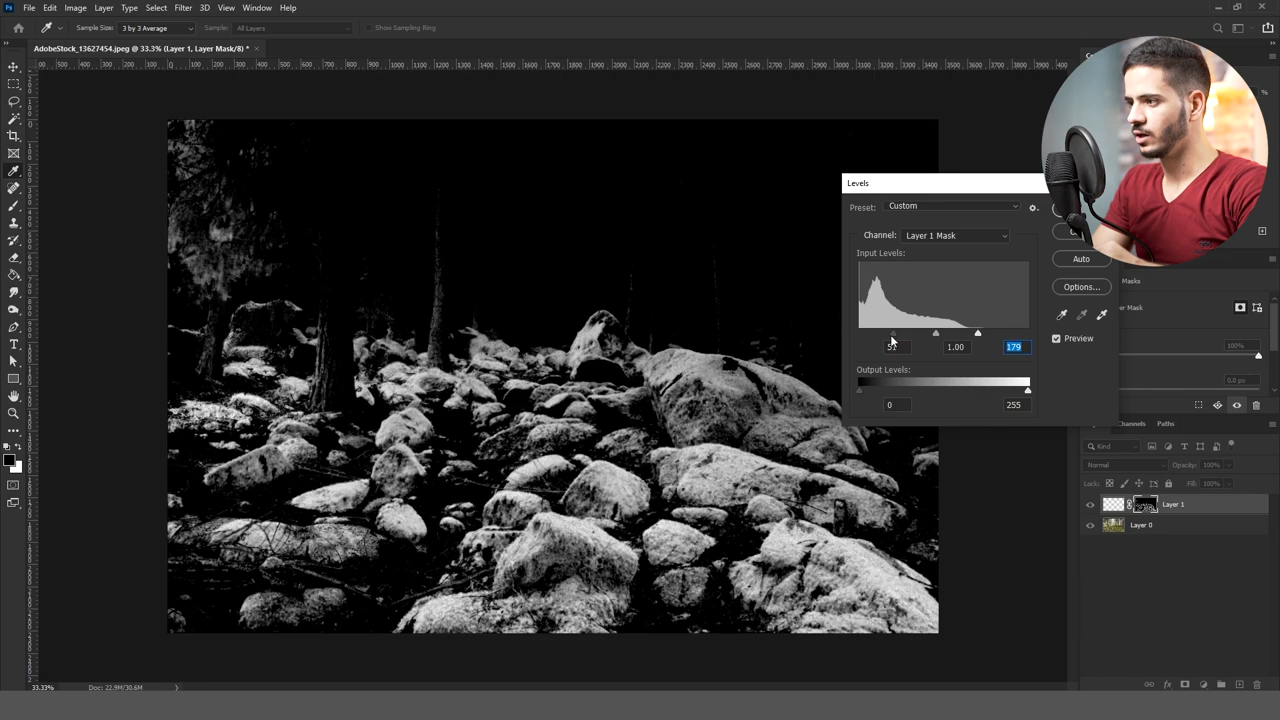 Ps File Edit Image Layer Type Select Filter 3D View Window Help
Sample Size: 3 by 3 Average Sample: All Layers Show Sampling Ring
AdobeStock_13627454.jpeg @ 33.3% (Layer 1, Layer Mask/8) * ×
Levels
Preset: Custom
Channel: Layer 1 Mask
Input Levels:
1.00 179
Output Levels:
0 255
Auto
Options...
Preview
%
Masks
er Mask
100%
0.0 px
Channels Paths
Kind
Normal Opacity: 100%
Lock: Fill: 100%
Layer 1
Layer 0
33.33% Doc: 22.9M/30.6M